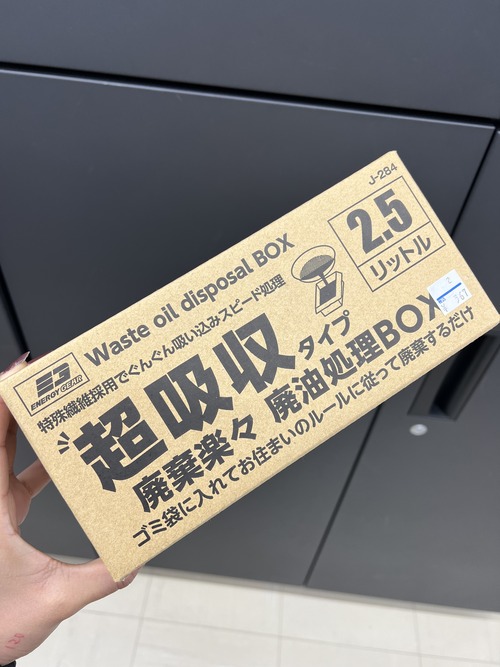 J-284
2.5
リットル
Waste oil disposal BOX
ENERGY GEAR
特殊繊維採用でぐんぐん吸い込みスピード処理
超吸収タイプ
廃棄楽々 廃油処理BOX
ゴミ袋に入れてお住まいのルールに従って廃棄するだけ